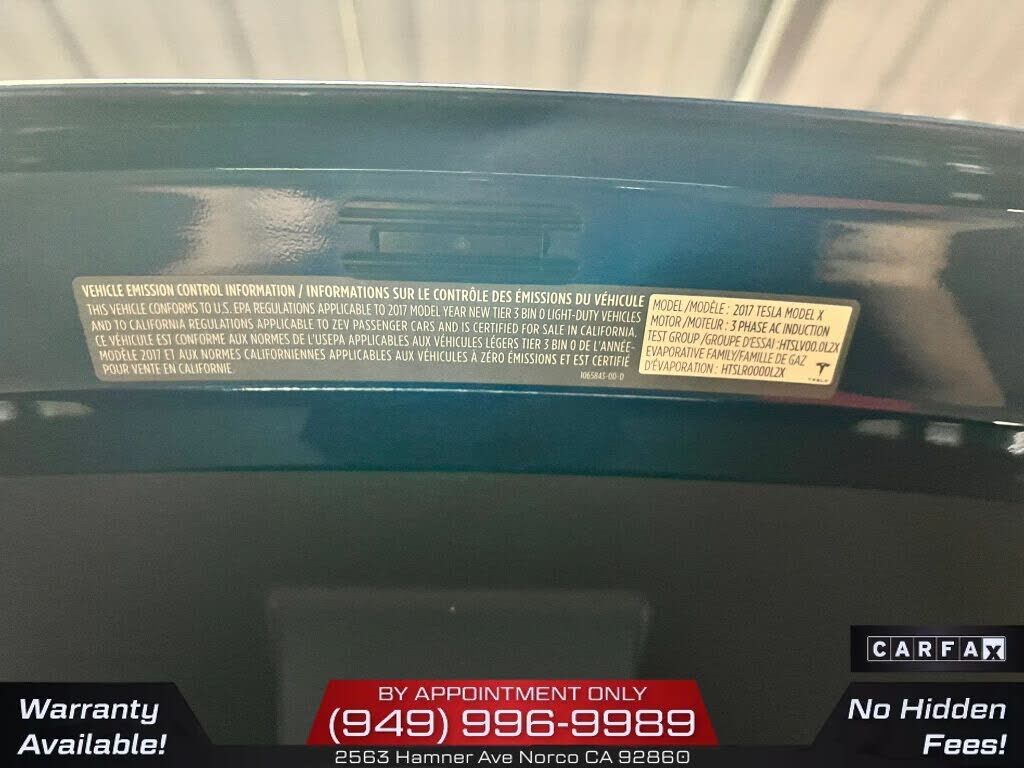 VEHICLE EMISSION CONTROL INFORMATION / INFORMATIONS SUR LE CONTRÔLE DES ÉMISSIONS DU VÉHICULE
THIS VEHICLE CONFORMS TO U.S. EPA REGULATIONS APPLICABLE TO 2017 MODEL YEAR NEW TIER 3 BIN 0 LIGHT-DUTY VEHICLES
AND TO CALIFORNIA REGULATIONS APPLICABLE TO ZEV PASSENGER CARS AND IS CERTIFIED FOR SALE IN CALIFORNIA.
CE VÉHICULE EST CONFORME AUX NORMES DE L'USEPA APPLICABLES AUX VÉHICULES LÉGERS TIER 3 BIN 0 DE L'ANNÉE-
MODÈLE 2017 ET AUX NORMES CALIFORNIENNES APPLICABLES AUX VÉHICULES À ZÉRO ÉMISSIONS ET EST CERTIFIÉ
POUR VENTE EN CALIFORNIE.
1065843-00-D
MODEL / MODÈLE : 2017 TESLA MODEL X
MOTOR / MOTEUR : 3 PHASE AC INDUCTION
TEST GROUP / GROUPE D'ESSAI : HTSLV00.0L2X
EVAPORATIVE FAMILY/FAMILLE DE GAZ
D'ÉVAPORATION : HTSLR0000L2X
TESLA
CARFAX
Warranty
Available!
BY APPOINTMENT ONLY
(949) 996-9989
2563 Hamner Ave Norco CA 92860
No Hidden
Fees!